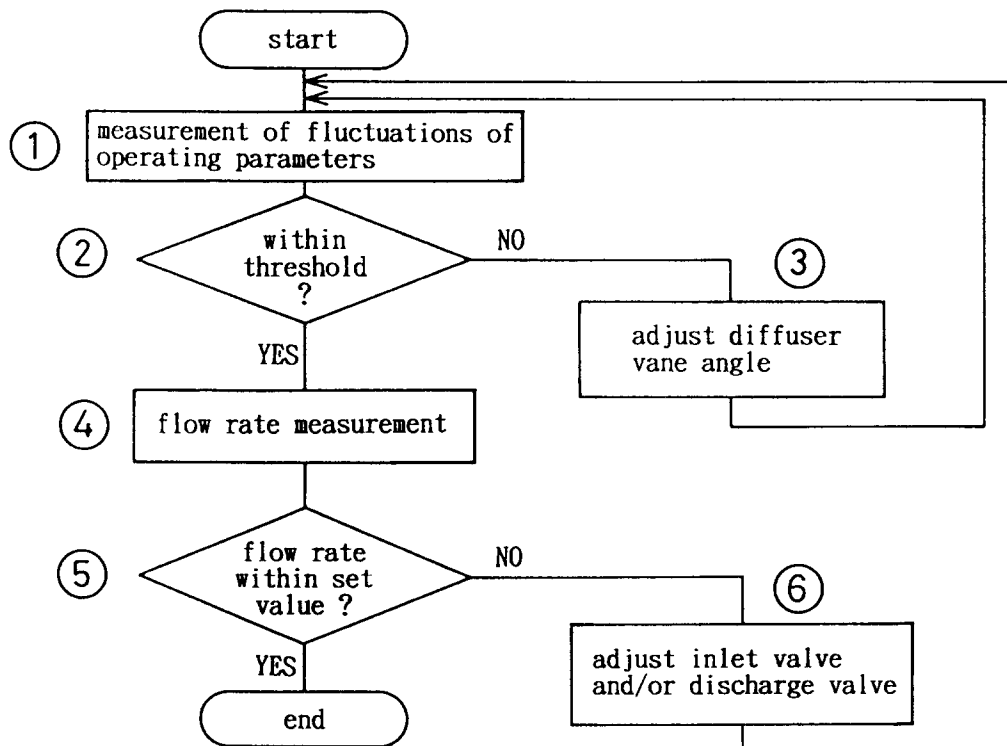 start
1
measurement of fluctuations of
operating parameters
2
within
threshold
?
NO
3
adjust diffuser
vane angle
YES
4
flow rate measurement
5
flow rate
within set
value ?
NO
6
adjust inlet valve
and/or discharge valve
YES
end